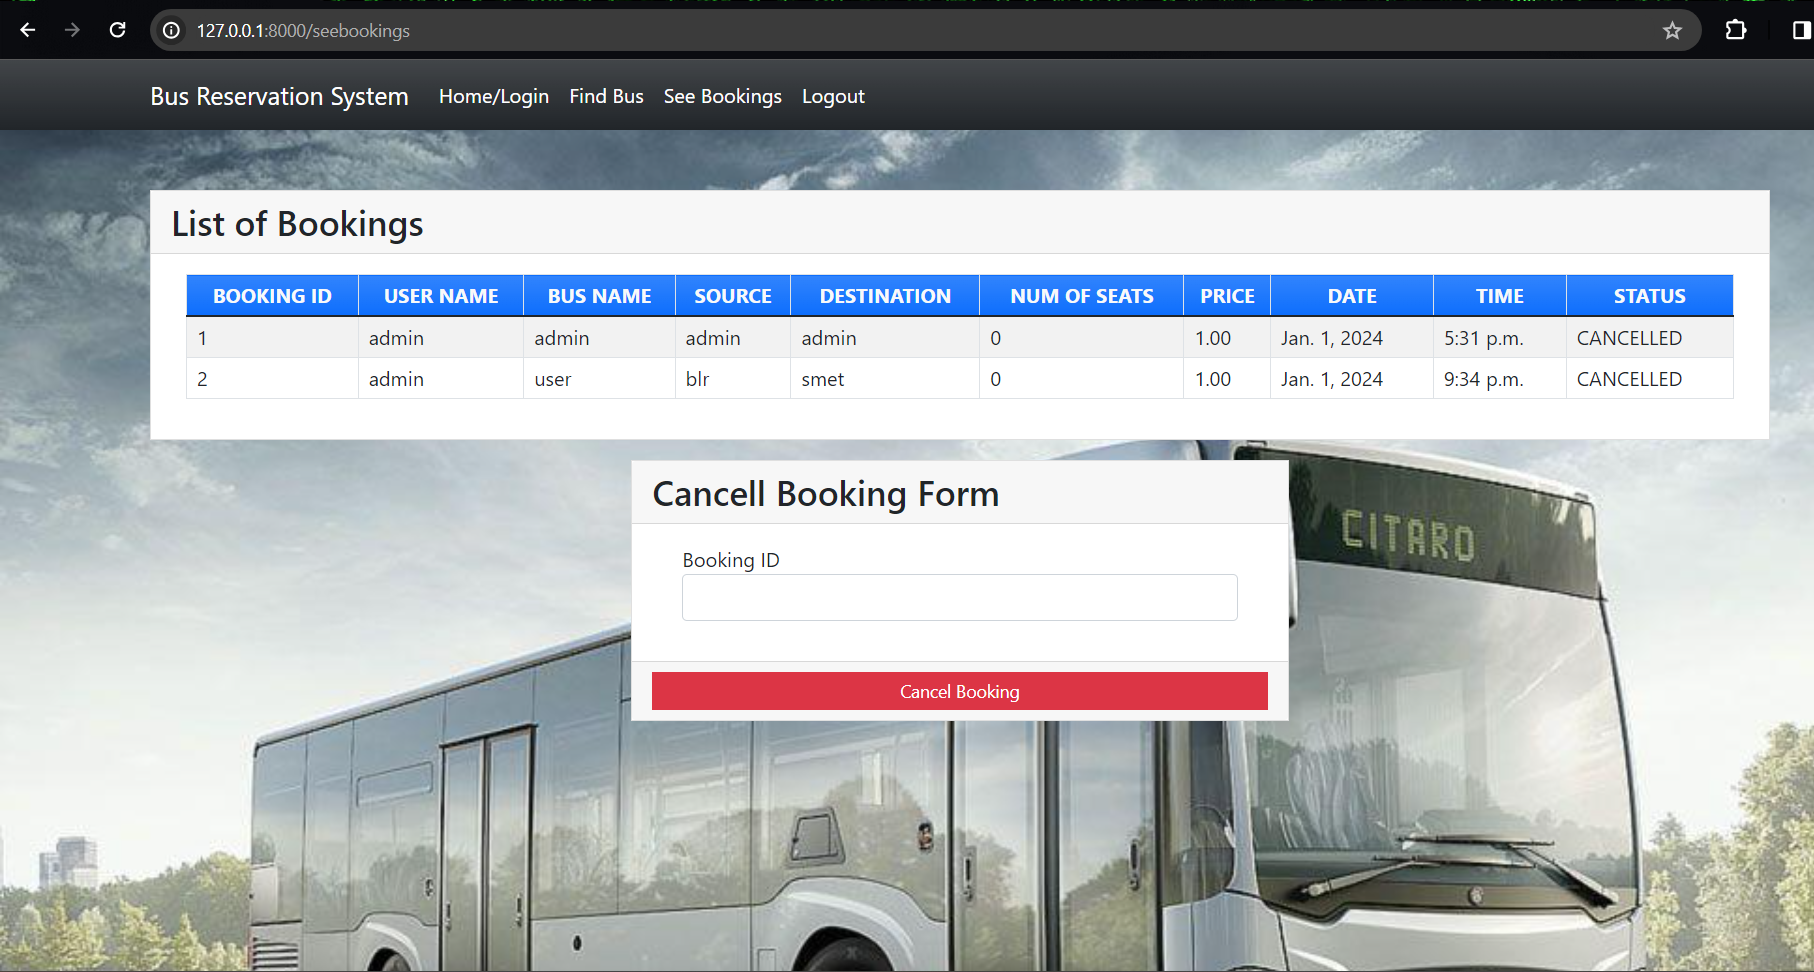 127.0.0.1:8000/seebookings
Bus Reservation System Home/Login Find Bus See Bookings Logout
List of Bookings
BOOKING ID USER NAME BUS NAME SOURCE DESTINATION NUM OF SEATS PRICE DATE TIME STATUS
1 admin admin admin admin 0 1.00 Jan. 1, 2024 5:31 p.m. CANCELLED
2 admin user blr smet 0 1.00 Jan. 1, 2024 9:34 p.m. CANCELLED
Cancell Booking Form
CITARO
Booking ID
Cancel Booking